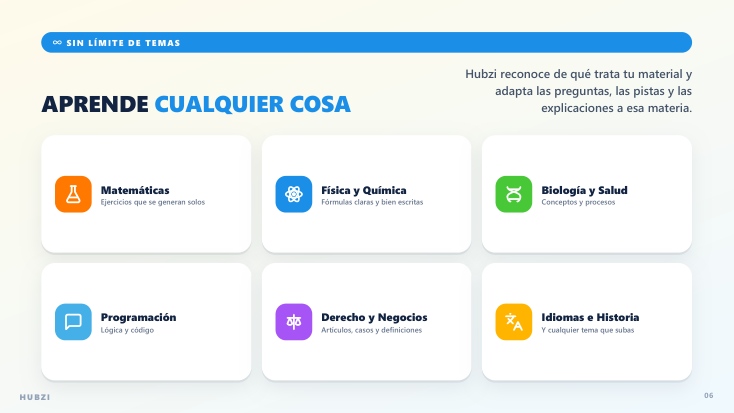 ∞ SIN LÍMITE DE TEMAS
APRENDE CUALQUIER COSA
Hubzi reconoce de qué trata tu material y
adapta las preguntas, las pistas y las
explicaciones a esa materia.
Matemáticas
Ejercicios que se generan solos
Física y Química
Fórmulas claras y bien escritas
Biología y Salud
Conceptos y procesos
Programación
Lógica y código
Derecho y Negocios
Artículos, casos y definiciones
Idiomas e Historia
Y cualquier tema que subas
HUBZI
06